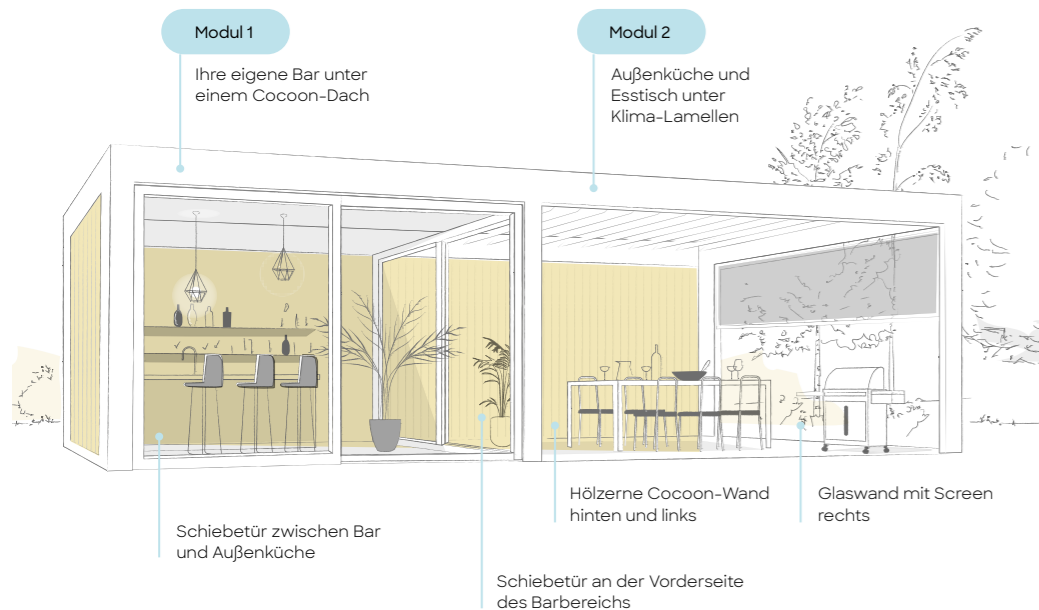 Modul 1
Ihre eigene Bar unter
einem Cocoon-Dach
Modul 2
Außenküche und
Esstisch unter
Klima-Lamellen
Schiebetür zwischen Bar
und Außenküche
Schiebetür an der Vorderseite
des Barbereichs
Hölzerne Cocoon-Wand
hinten und links
Glaswand mit Screen
rechts